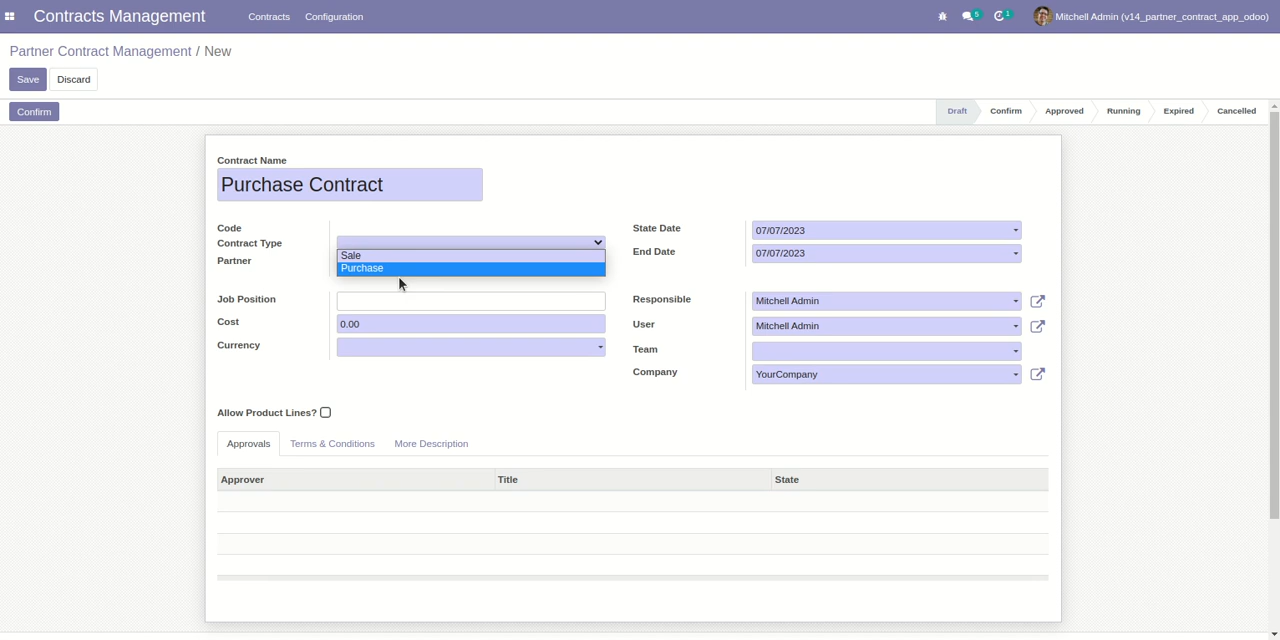 Contracts Management
Contracts
Configuration
5
1
Mitchell Admin (v14_partner_contract_app_odoo)
Partner Contract Management / New
Save
Discard
Confirm
Draft
Confirm
Approved
Running
Expired
Cancelled
Contract Name
Purchase Contract
Code
Contract Type
Sale
Purchase
Partner
State Date
07/07/2023
End Date
07/07/2023
Job Position
Cost
0.00
Currency
Responsible
Mitchell Admin
User
Mitchell Admin
Team
Company
YourCompany
Allow Product Lines?
Approvals
Terms & Conditions
More Description
Approver
Title
State